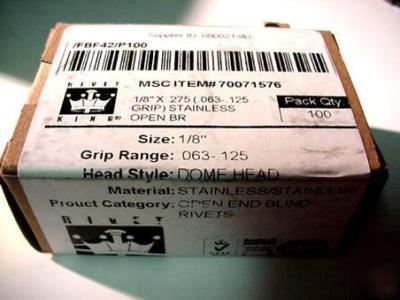 /FBF42/P100
RIVET
KING®
MSC ITEM# 70071576
1/8" X .275 (.063-.125
GRIP) STAINLESS
OPEN BR
Pack Qty:
100
Size: 1/8"
Grip Range: .063-.125
Head Style: DOME HEAD
Material: STAINLESS/STAINLESS
Prouct Category: OPEN END BLIND
RIVETS
RIVET